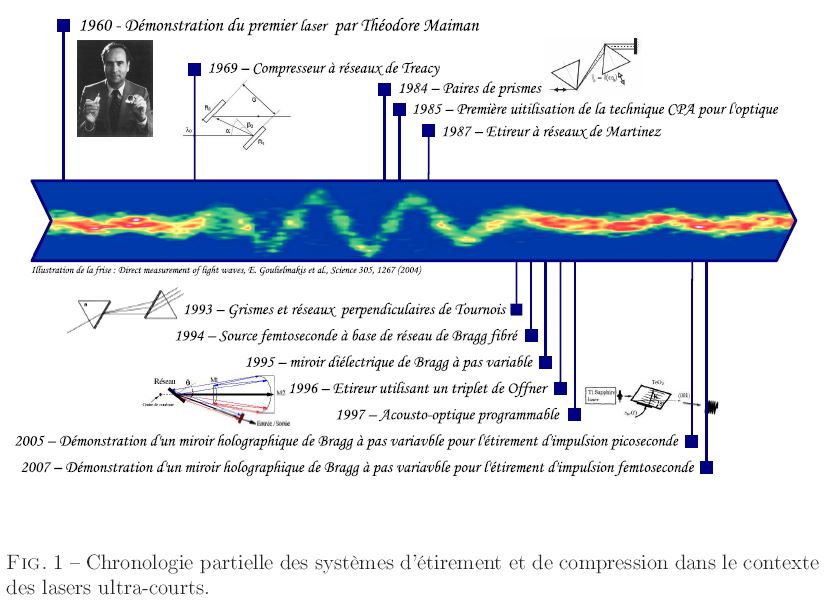 1960 - Démonstration du premier laser par Théodore Maiman
1969 – Compresseur à réseaux de Treacy
1984 – Paires de prismes
1985 – Première uitilisation de la technique CPA pour l'optique
1987 – Etireur à réseaux de Martinez
Illustration de la frise : Direct measurement of light waves, E. Goulielmakis et al., Science 305, 1267 (2004)
1993 – Grismes et réseaux perpendiculaires de Tournois
1994 – Source femtoseconde à base de réseau de Bragg fibré
1995 – miroir diélectrique de Bragg à pas variable
Réseau
1996 – Etireur utilisant un triplet de Offner
Entrée / Sortie
1997 – Acousto-optique programmable
Ti Sapphire
laser
TeO2
2005 – Démonstration d'un miroir holographique de Bragg à pas variavble pour l'étirement d'impulsion picoseconde
2007 – Démonstration d'un miroir holographique de Bragg à pas variavble pour l'étirement d'impulsion femtoseconde
FIG. 1 – Chronologie partielle des systèmes d'étirement et de compression dans le contexte
des lasers ultra-courts.